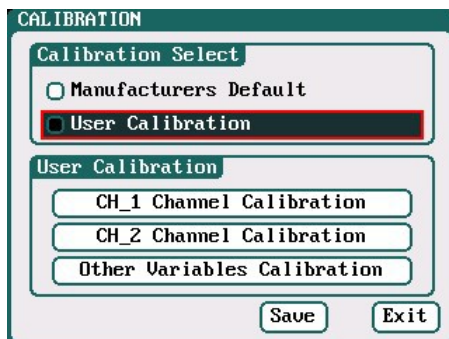 CALIBRATION
Calibration Select
Manufacturers Default
User Calibration
User Calibration
CH_1 Channel Calibration
CH_2 Channel Calibration
Other Variables Calibration
Save Exit